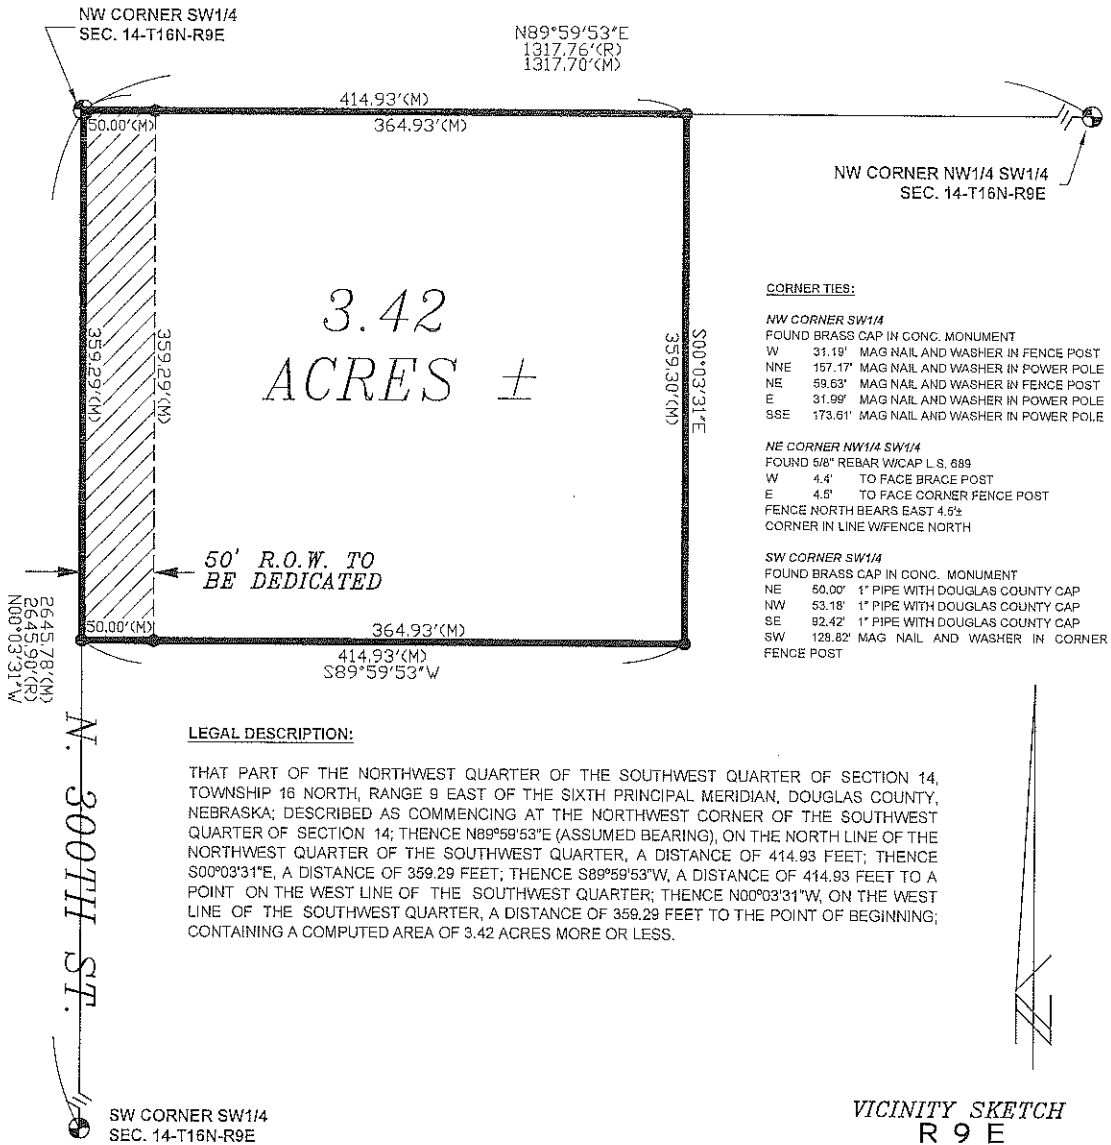 NW CORNER SW1/4
SEC. 14-T16N-R9E
N89°59'53"E
1317.76'(R)
1317.70'(M)
414.93'(M)
50.00'(M)
364.93'(M)
NW CORNER NW1/4 SW1/4
SEC. 14-T16N-R9E
3.42
ACRES ±
359.29'(M)
359.29'(M)
359.30'(M)
S00°03'31"E
CORNER TIES:
NW CORNER SW1/4
FOUND BRASS CAP IN CONC. MONUMENT
W 31.19' MAG NAIL AND WASHER IN FENCE POST
NNE 157.17' MAG NAIL AND WASHER IN POWER POLE
NE 59.63' MAG NAIL AND WASHER IN FENCE POST
E 31.99' MAG NAIL AND WASHER IN POWER POLE
SSE 173.61' MAG NAIL AND WASHER IN POWER POLE
NE CORNER NW1/4 SW1/4
FOUND 5/8" REBAR W/CAP L.S. 689
W 4.4' TO FACE BRACE POST
E 4.5' TO FACE CORNER FENCE POST
FENCE NORTH BEARS EAST 4.5'±
CORNER IN LINE W/FENCE NORTH
SW CORNER SW1/4
FOUND BRASS CAP IN CONC. MONUMENT
NE 50.00' 1" PIPE WITH DOUGLAS COUNTY CAP
NW 53.18' 1" PIPE WITH DOUGLAS COUNTY CAP
SE 92.42' 1" PIPE WITH DOUGLAS COUNTY CAP
SW 128.82' MAG NAIL AND WASHER IN CORNER
FENCE POST
50' R.O.W. TO
BE DEDICATED
50.00'(M)
364.93'(M)
414.93'(M)
S89°59'53"W
2645.78'(M)
2645.90'(R)
N00°03'31"W
N. 300TH ST.
LEGAL DESCRIPTION:
THAT PART OF THE NORTHWEST QUARTER OF THE SOUTHWEST QUARTER OF SECTION 14,
TOWNSHIP 16 NORTH, RANGE 9 EAST OF THE SIXTH PRINCIPAL MERIDIAN, DOUGLAS COUNTY,
NEBRASKA; DESCRIBED AS COMMENCING AT THE NORTHWEST CORNER OF THE SOUTHWEST
QUARTER OF SECTION 14; THENCE N89°59'53"E (ASSUMED BEARING), ON THE NORTH LINE OF THE
NORTHWEST QUARTER OF THE SOUTHWEST QUARTER, A DISTANCE OF 414.93 FEET; THENCE
S00°03'31"E, A DISTANCE OF 359.29 FEET; THENCE S89°59'53"W, A DISTANCE OF 414.93 FEET TO A
POINT ON THE WEST LINE OF THE SOUTHWEST QUARTER; THENCE N00°03'31"W, ON THE WEST
LINE OF THE SOUTHWEST QUARTER, A DISTANCE OF 359.29 FEET TO THE POINT OF BEGINNING;
CONTAINING A COMPUTED AREA OF 3.42 ACRES MORE OR LESS.
N
SW CORNER SW1/4
SEC. 14-T16N-R9E
VICINITY SKETCH
R 9 E